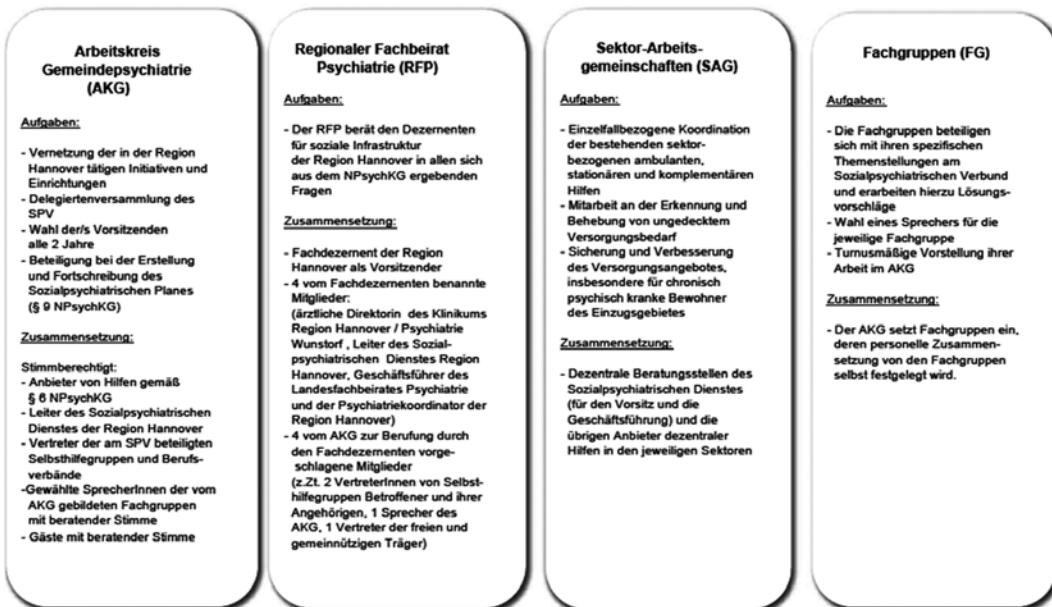 Arbeitskreis
Gemeindepsychiatrie
(AKG)
Aufgaben:
- Vernetzung der in der Region
Hannover tätigen Initiativen und
Einrichtungen
- Delegiertenversammlung des
SPV
- Wahl der/s Vorsitzenden
alle 2 Jahre
- Beteiligung bei der Erstellung
und Fortschreibung des
Sozialpsychiatrischen Planes
(§ 9 NPsychKG)
Zusammensetzung:
Stimmberechtigt:
- Anbieter von Hilfen gemäß
§ 6 NPsychKG
- Leiter des Sozialpsychiatrischen
Dienstes der Region Hannover
- Vertreter der am SPV beteiligten
Selbsthilfegruppen und Berufs-
verbände
-Gewählte SprecherInnen der vom
AKG gebildeten Fachgruppen
mit beratender Stimme
- Gäste mit beratender Stimme
Regionaler Fachbeirat
Psychiatrie (RFP)
Aufgaben:
- Der RFP berät den Dezernenten
für soziale Infrastruktur
der Region Hannover in allen sich
aus dem NPsychKG ergebenden
Fragen
Zusammensetzung:
- Fachdezernent der Region
Hannover als Vorsitzender
- 4 vom Fachdezernenten benannte
Mitglieder:
(ärztliche Direktorin des Klinikums
Region Hannover / Psychiatrie
Wunstorf , Leiter des Sozial-
psychiatrischen Dienstes Region
Hannover, Geschäftsführer des
Landesfachbeirates Psychiatrie
und der Psychiatriekoordinator der
Region Hannover)
- 4 vom AKG zur Berufung durch
den Fachdezernenten vorge-
schlagene Mitglieder
(z.Zt. 2 VertreterInnen von Selbst-
hilfegruppen Betroffener und ihrer
Angehörigen, 1 Sprecher des
AKG, 1 Vertreter der freien und
gemeinnützigen Träger)
Sektor-Arbeits-
gemeinschaften (SAG)
Aufgaben:
- Einzelfallbezogene Koordination
der bestehenden sektor-
bezogenen ambulanten,
stationären und komplementären
Hilfen
- Mitarbeit an der Erkennung und
Behebung von ungedecktem
Versorgungsbedarf
- Sicherung und Verbesserung
des Versorgungsangebotes,
insbesondere für chronisch
psychisch kranke Bewohner
des Einzugsgebietes
Zusammensetzung:
- Dezentrale Beratungsstellen des
Sozialpsychiatrischen Dienstes
(für den Vorsitz und die
Geschäftsführung) und die
übrigen Anbieter dezentraler
Hilfen in den jeweiligen Sektoren
Fachgruppen (FG)
Aufgaben:
- Die Fachgruppen beteiligen
sich mit ihren spezifischen
Themenstellungen am
Sozialpsychiatrischen Verbund
und erarbeiten hierzu Lösungs-
vorschläge
- Wahl eines Sprechers für die
jeweilige Fachgruppe
- Turnusmäßige Vorstellung ihrer
Arbeit im AKG
Zusammensetzung:
- Der AKG setzt Fachgruppen ein,
deren personelle Zusammen-
setzung von den Fachgruppen
selbst festgelegt wird.